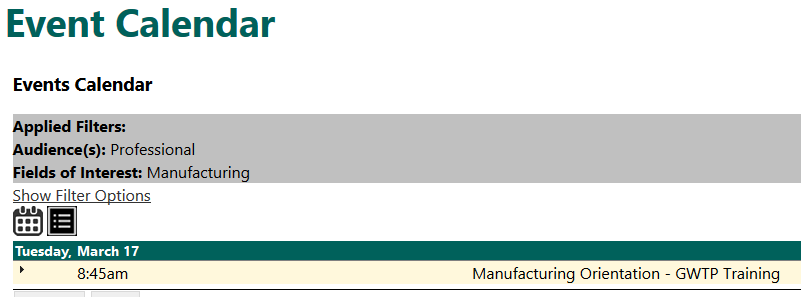 Event Calendar
Events Calendar
Applied Filters:
Audience(s): Professional
Fields of Interest: Manufacturing
Show Filter Options
Tuesday, March 17
8:45am Manufacturing Orientation - GWTP Training